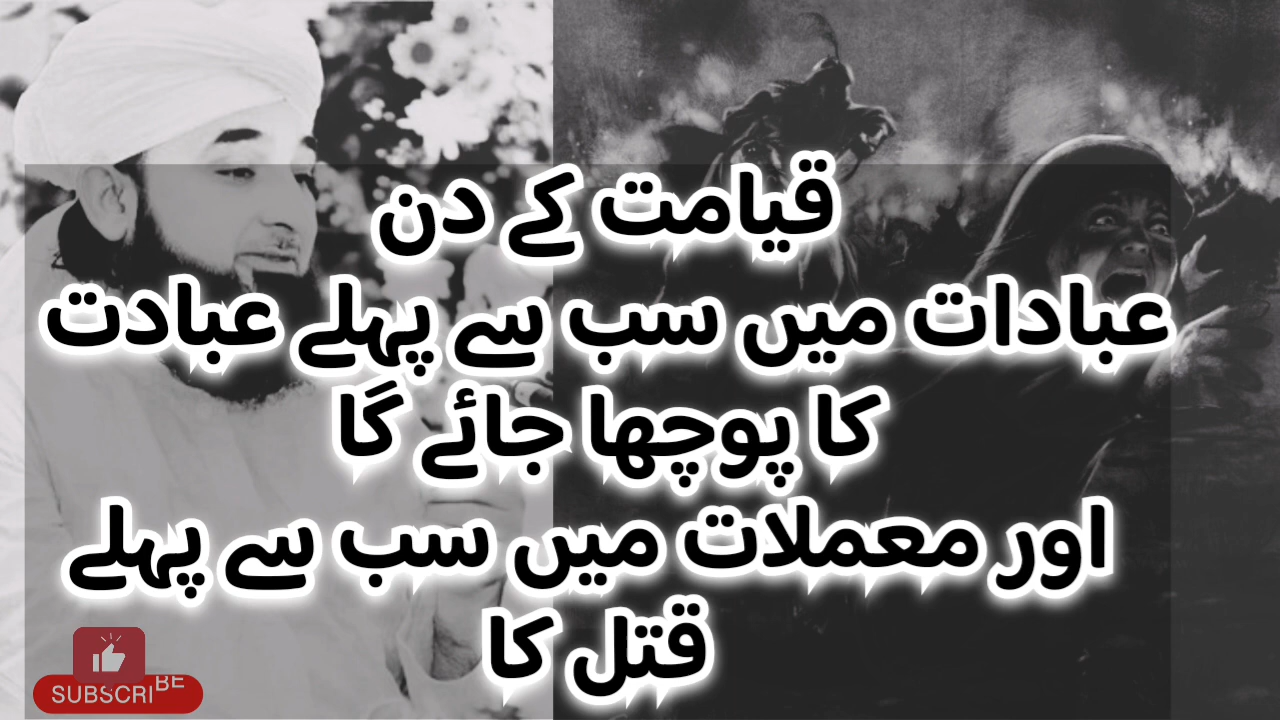 قیامت کے دن
عبادات میں سب سے پہلے عبادت
کا پوچھا جائے گا
اور معملات میں سب سے پہلے
قتل کا
SUBSCRIBE